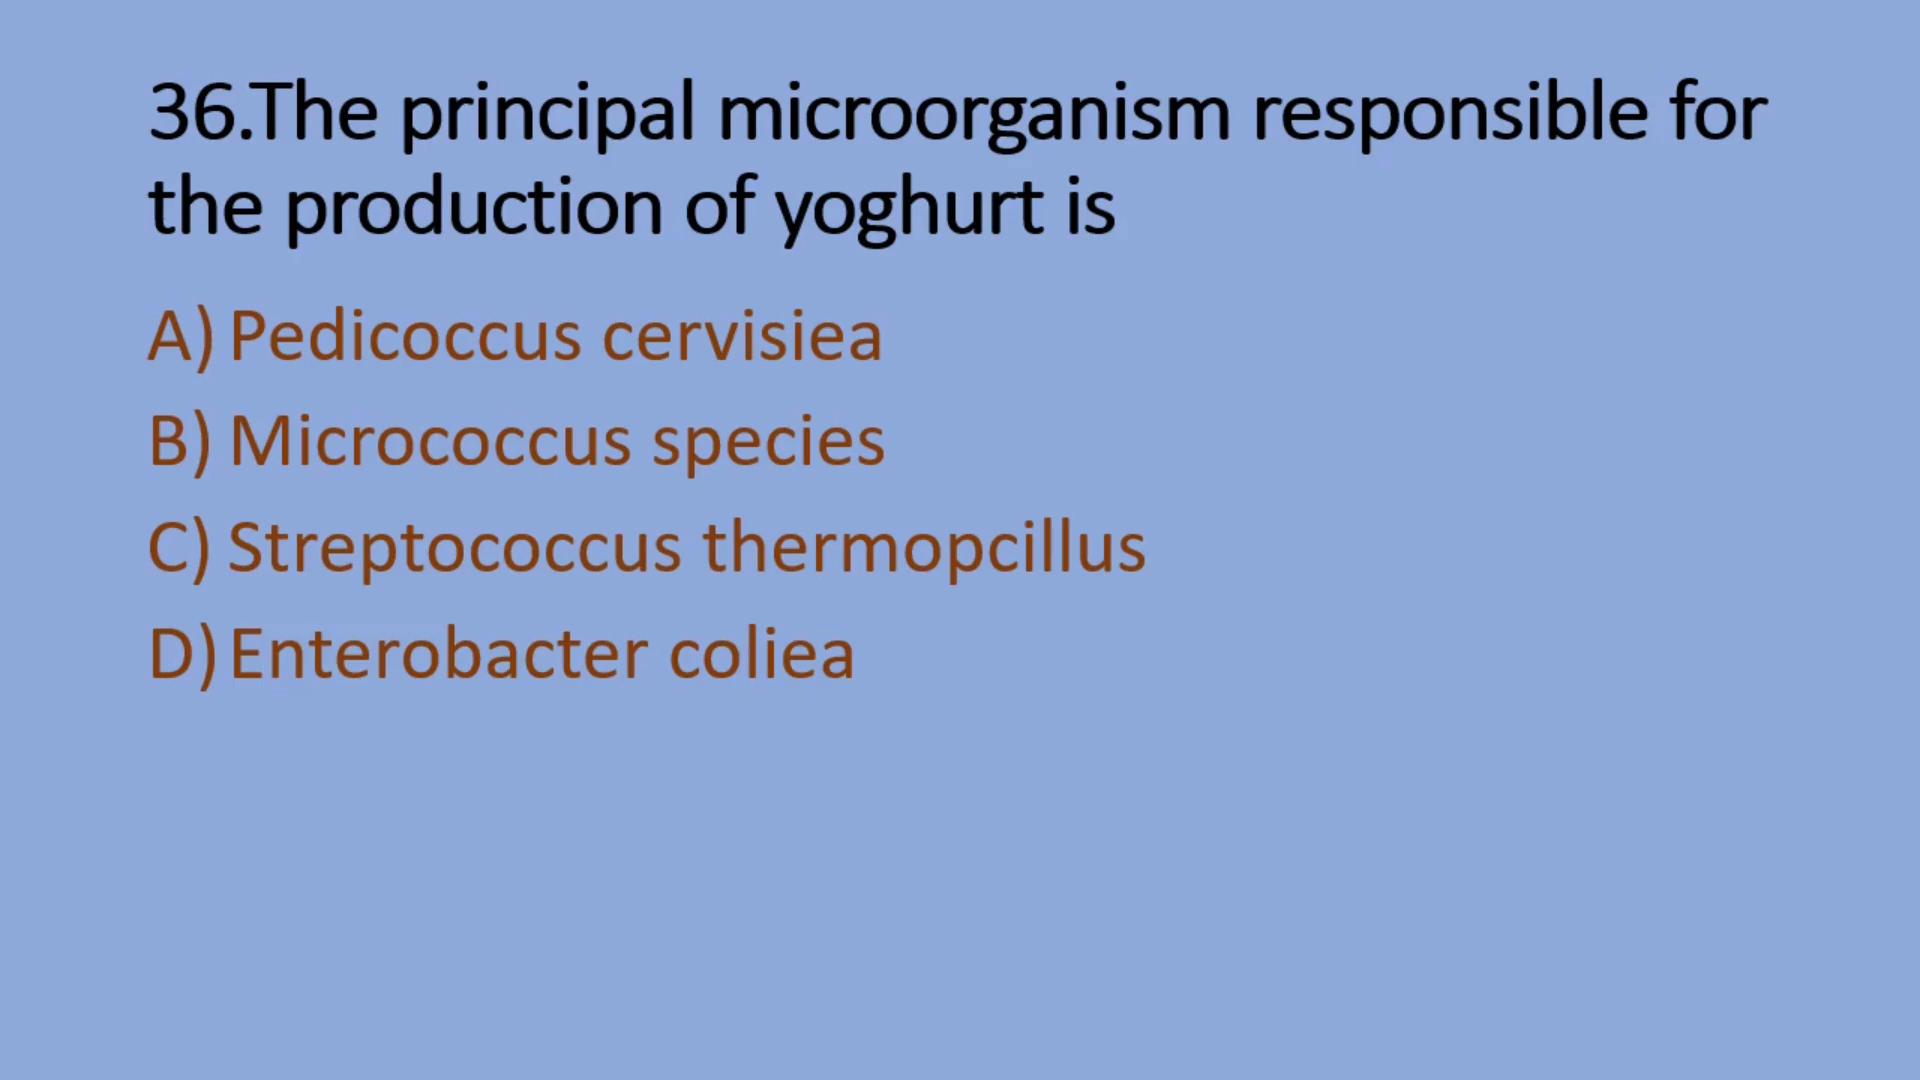 36.The principal microorganism responsible for
the production of yoghurt is
A) Pedicoccus cervisiea
B) Micrococcus species
C) Streptococcus thermopcillus
D) Enterobacter coliea